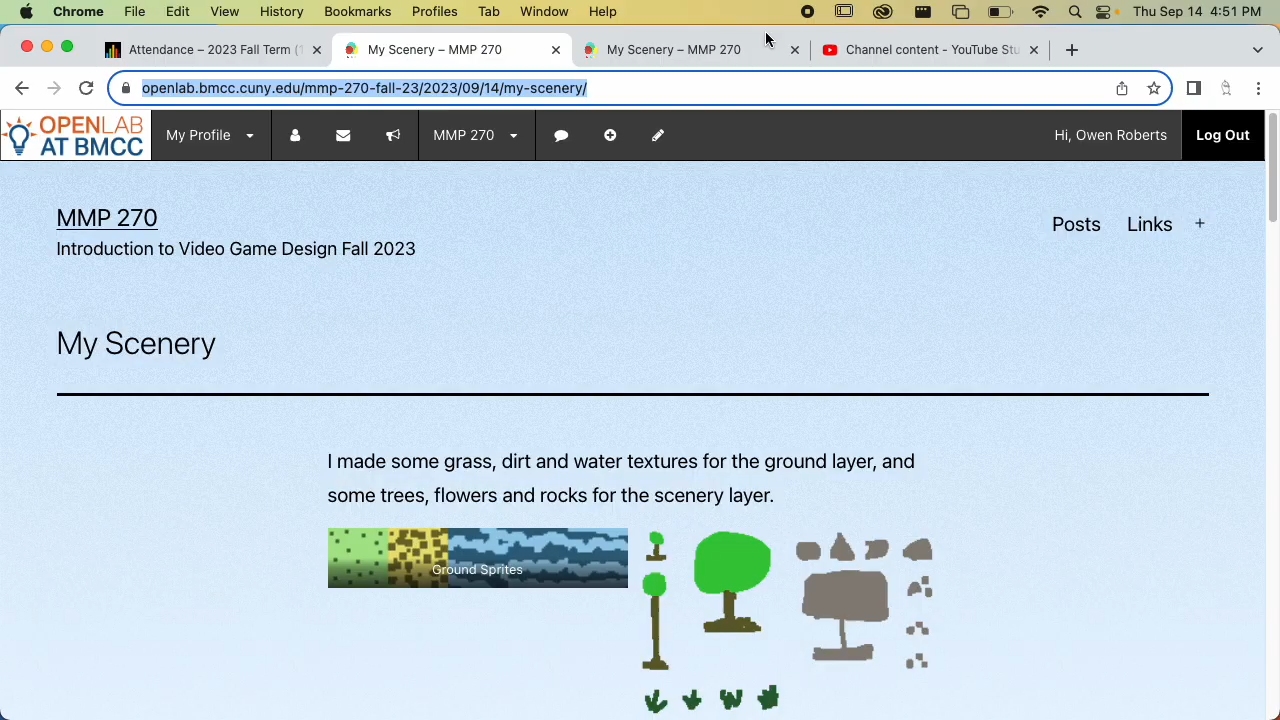 Chrome File Edit View History Bookmarks Profiles Tab Window Help Thu Sep 14 4:51 PM
Attendance – 2023 Fall Term (1 My Scenery – MMP 270 My Scenery – MMP 270 Channel content - YouTube Stu
openlab.bmcc.cuny.edu/mmp-270-fall-23/2023/09/14/my-scenery/
OPENLAB
AT BMCC
My Profile MMP 270 Hi, Owen Roberts Log Out
MMP 270
Posts Links +
Introduction to Video Game Design Fall 2023
My Scenery
I made some grass, dirt and water textures for the ground layer, and
some trees, flowers and rocks for the scenery layer.
Ground Sprites